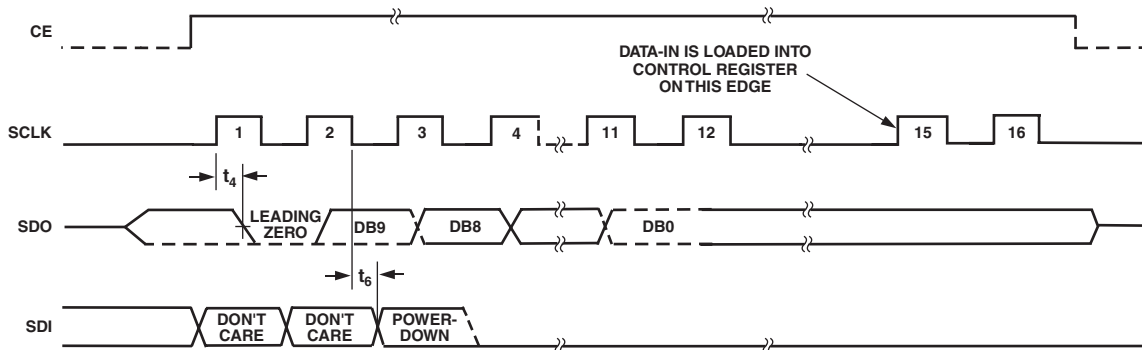 CE
DATA-IN IS LOADED INTO
CONTROL REGISTER
ON THIS EDGE
SCLK
1 2 3 4 11 12 15 16
t4
SDO
LEADING
ZERO
DB9 DB8 DB0
t6
SDI
DON'T
CARE
DON'T
CARE
POWER-
DOWN